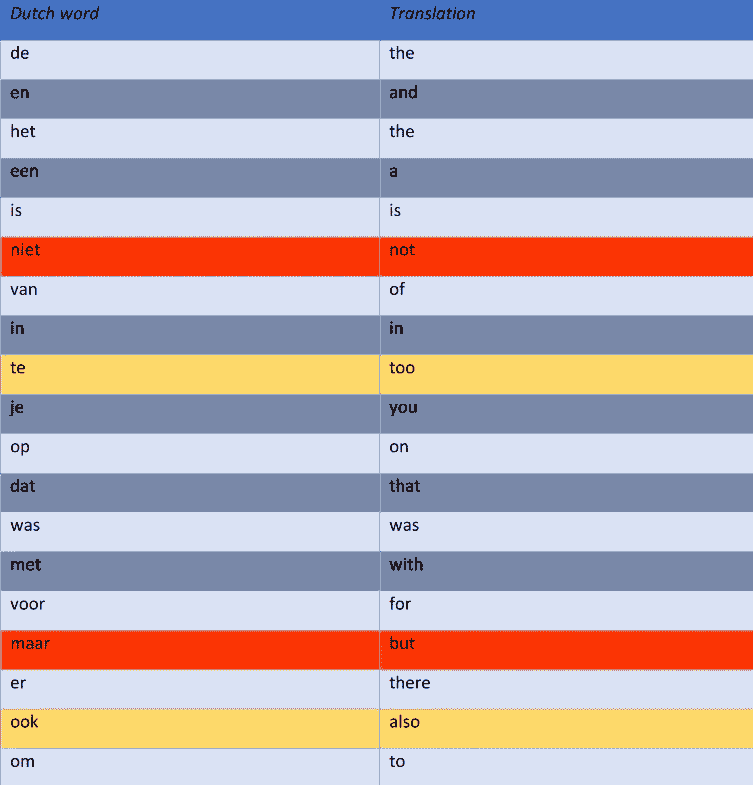 Dutch word Translation
de the
en and
het the
een a
is is
niet not
van of
in in
te too
je you
op on
dat that
was was
met with
voor for
maar but
er there
ook also
om to